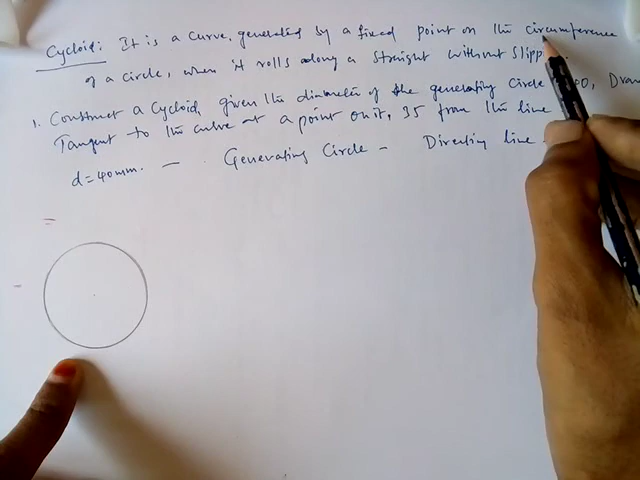 Cycloid: It is a curve, generated by a fixed point on the circumference
of a circle, when it rolls along a straight without slipp
1. Construct a cycloid, given the diameter of the generating circle 40, Draw
Tangent to the curve at a point on it, 35 from the line
d=40mm. — Generating Circle - Directing line -